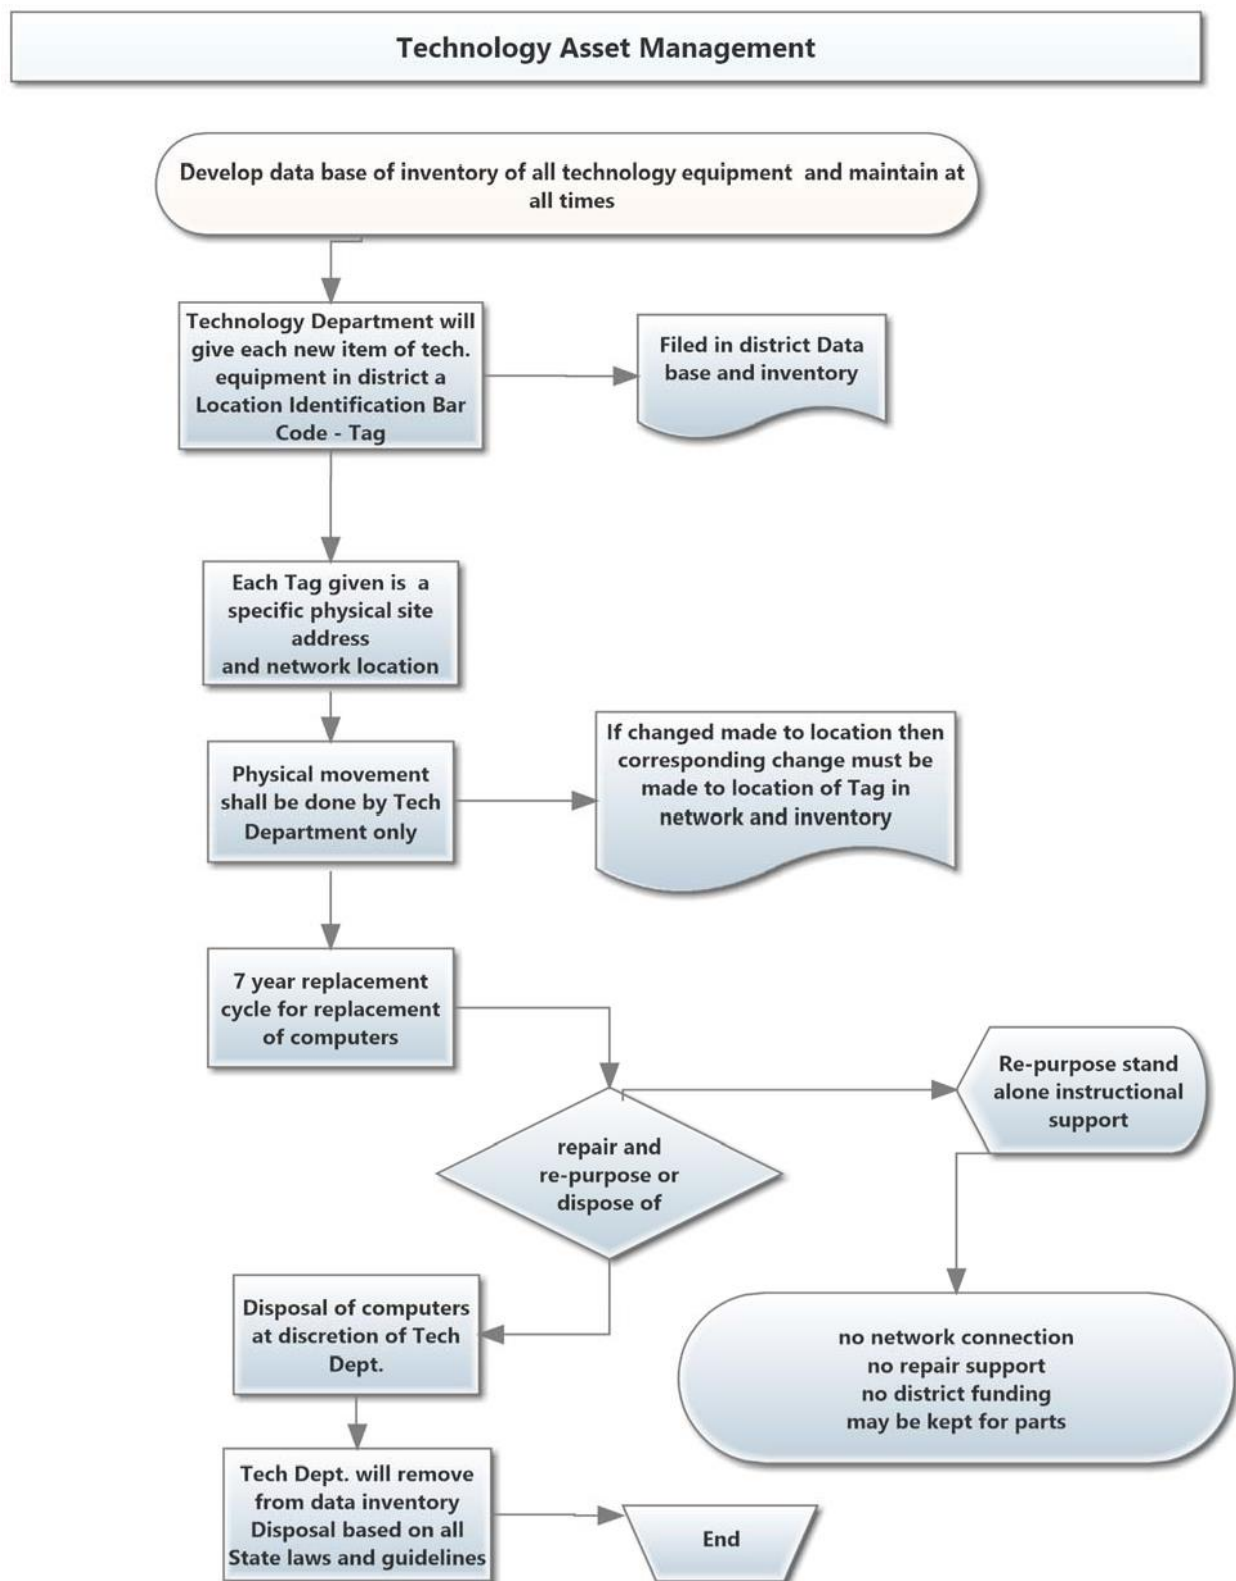 Technology Asset Management
Develop data base of inventory of all technology equipment and maintain at
all times
Technology Department will
give each new item of tech.
equipment in district a
Location Identification Bar
Code - Tag
Filed in district Data
base and inventory
Each Tag given is a
specific physical site
address
and network location
Physical movement
shall be done by Tech
Department only
If changed made to location then
corresponding change must be
made to location of Tag in
network and inventory
7 year replacement
cycle for replacement
of computers
Re-purpose stand
alone instructional
support
repair and
re-purpose or
dispose of
Disposal of computers
at discretion of Tech
Dept.
no network connection
no repair support
no district funding
may be kept for parts
Tech Dept. will remove
from data inventory
Disposal based on all
State laws and guidelines
End